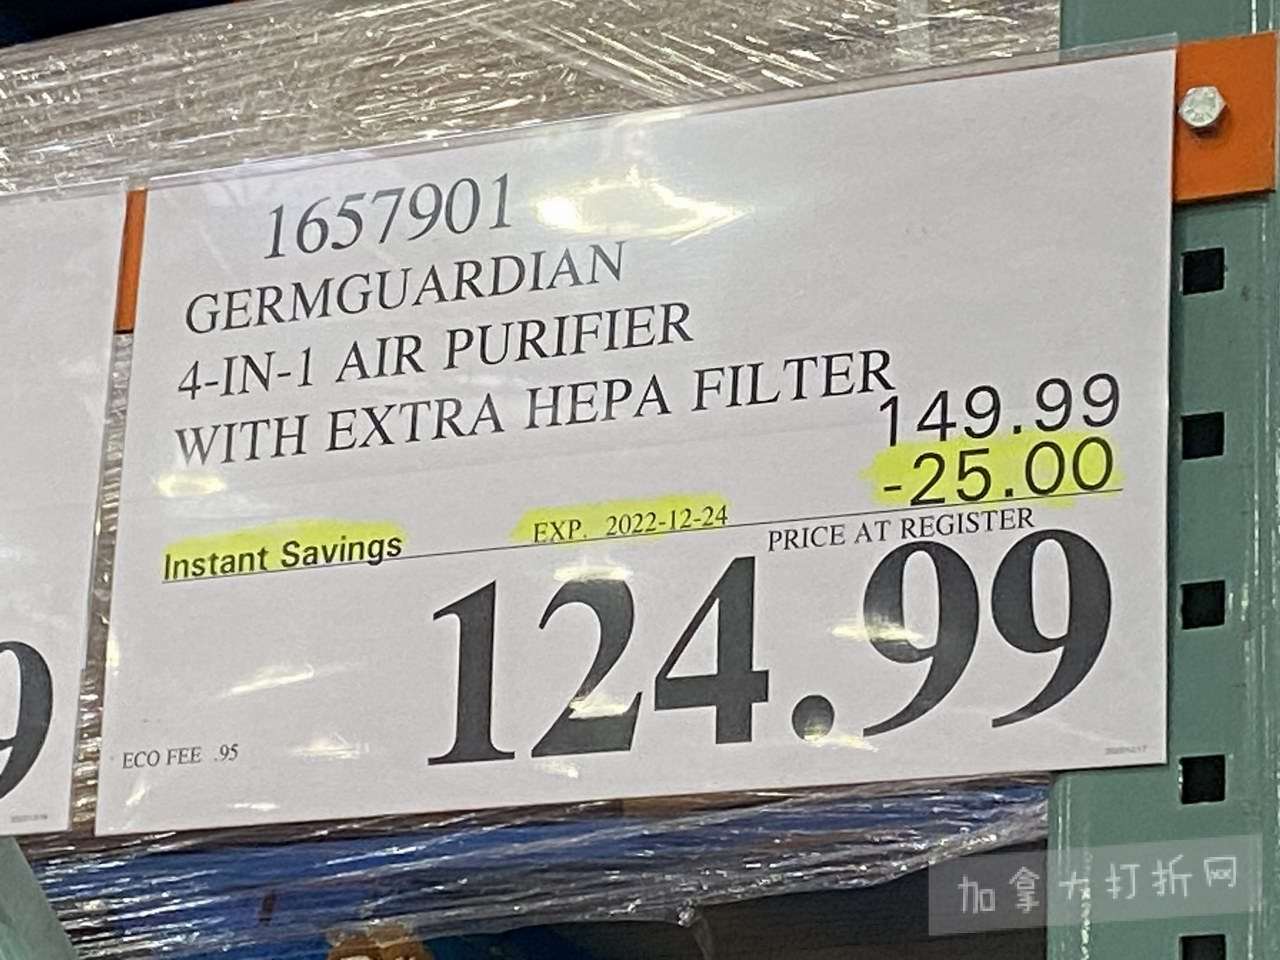 1657901
GERMGUARDIAN
4-IN-1 AIR PURIFIER
WITH EXTRA HEPA FILTER
149.99
-25.00
Instant Savings EXP. 2022-12-24
PRICE AT REGISTER
124.99
ECO FEE .95
9
加拿大打折网